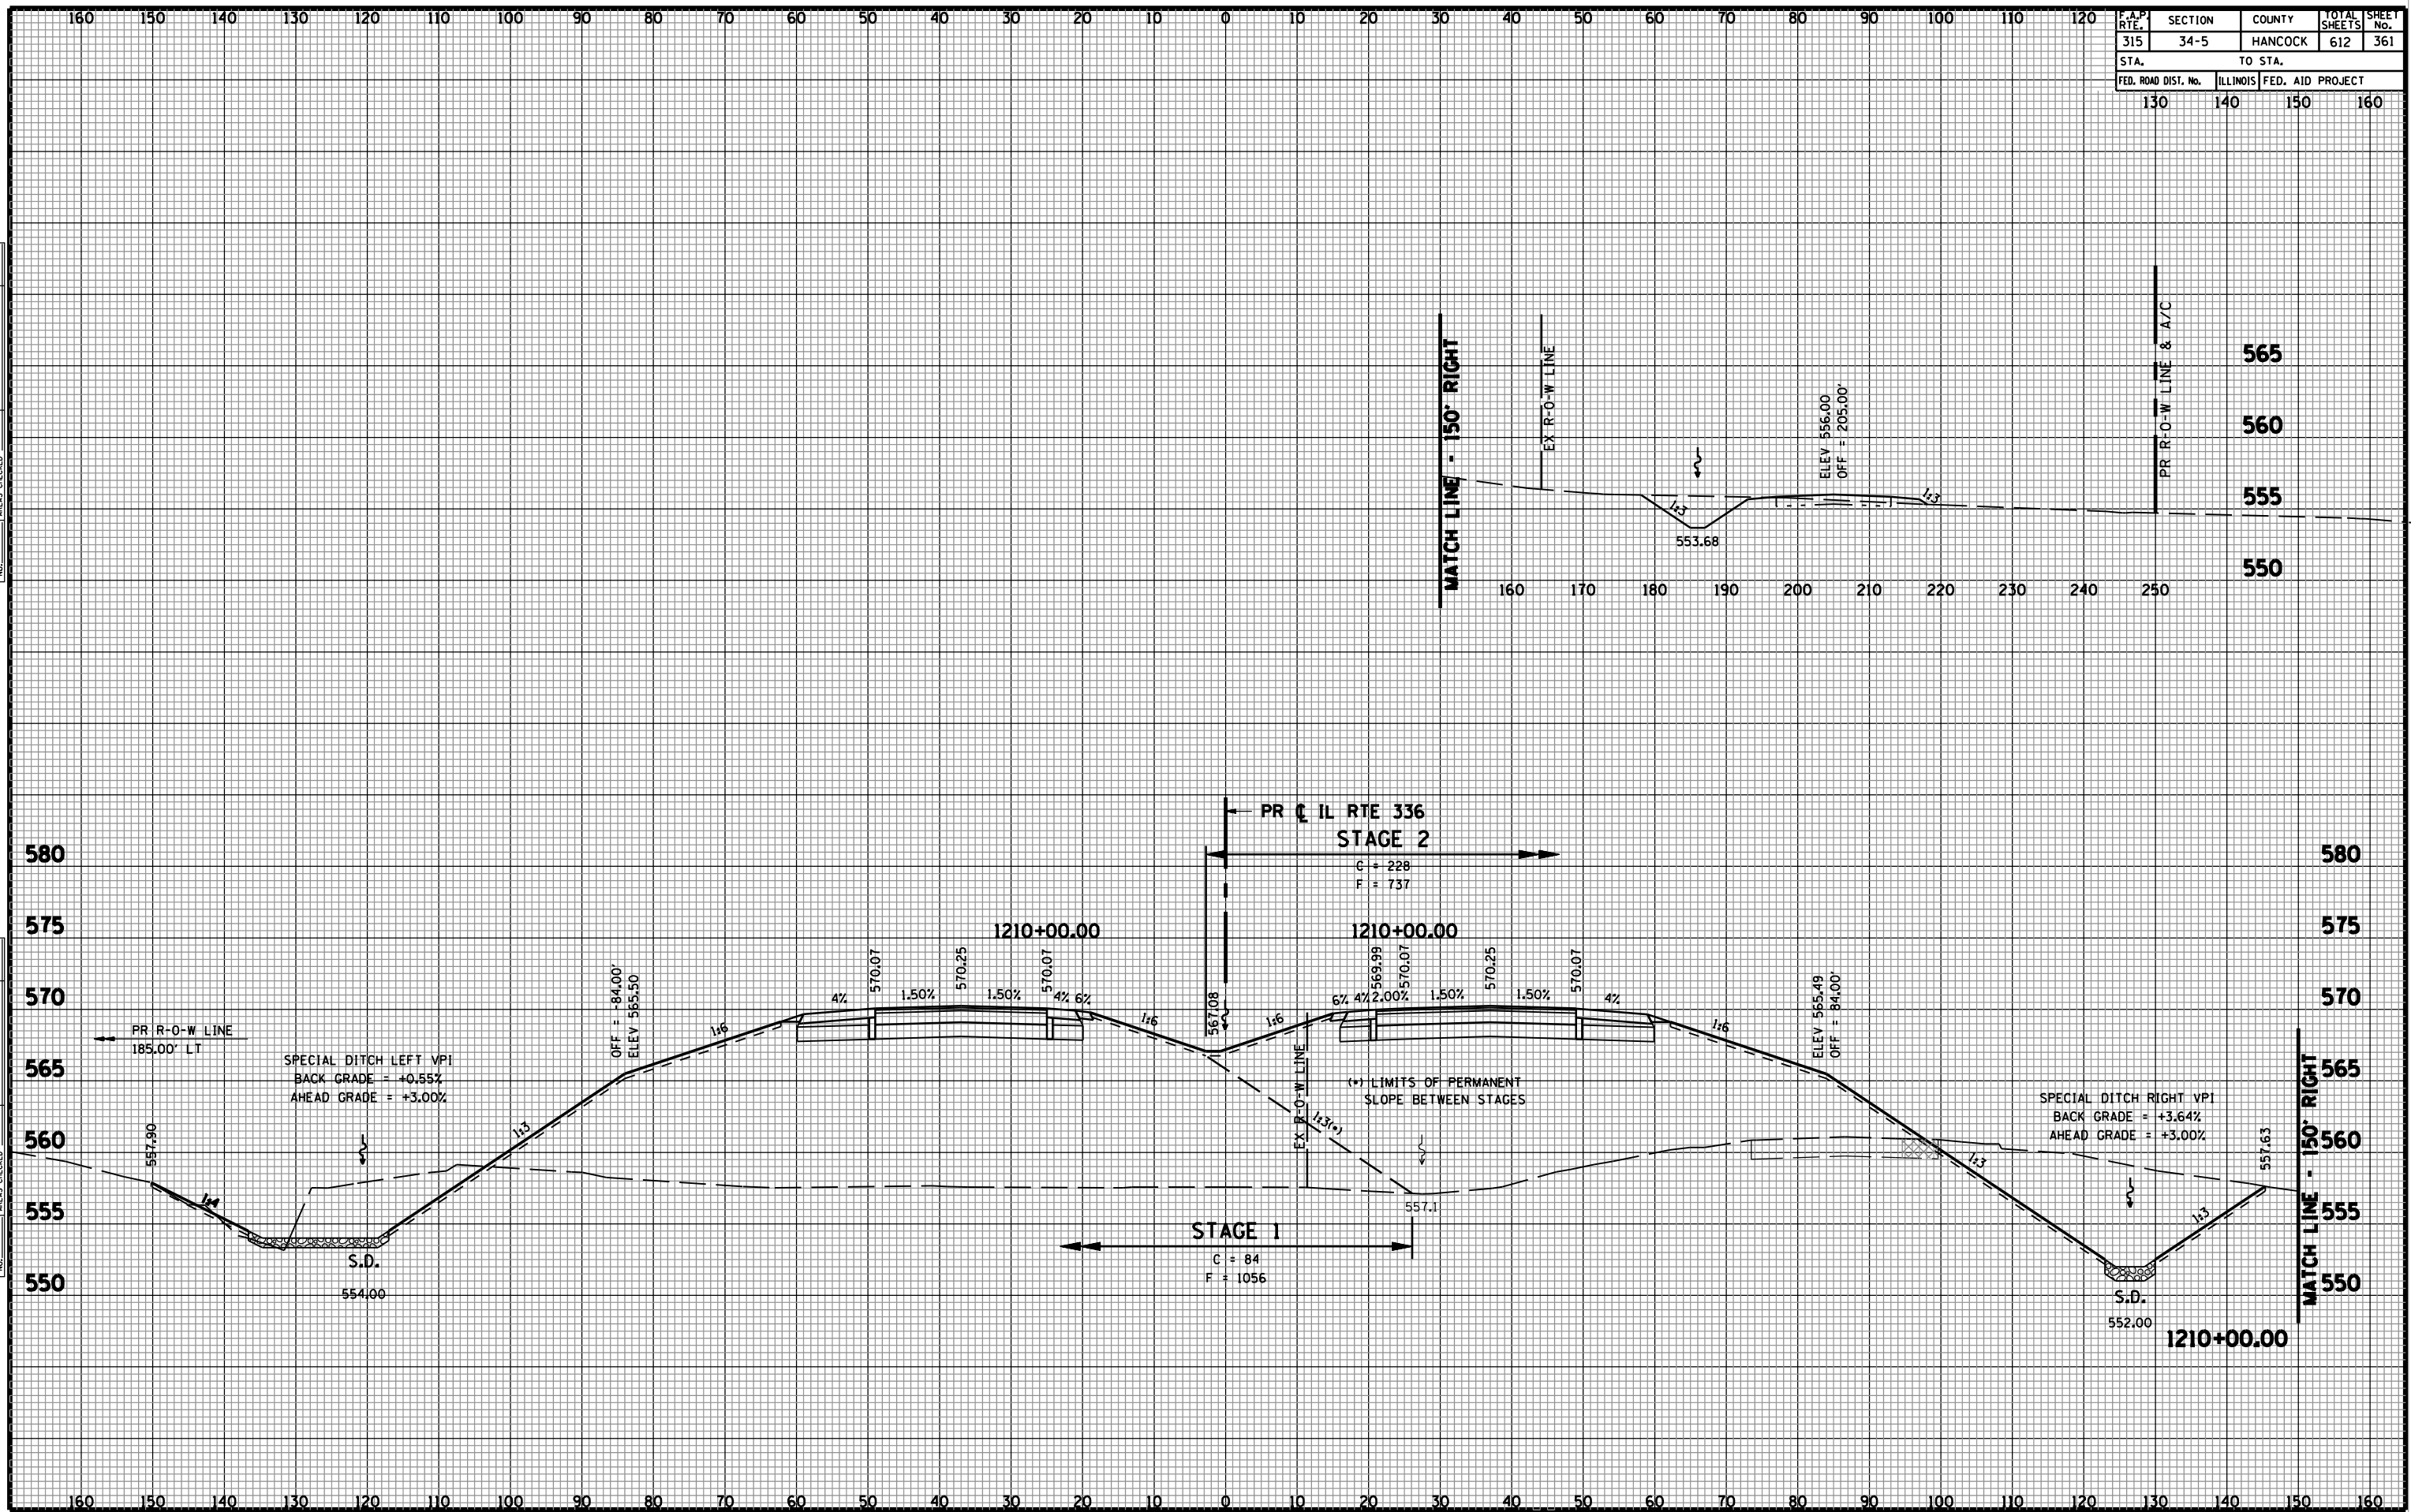 160 150 140 130 120 110 100 90 80 70 60 50 40 30 20 10 0 10 20 30 40 50 60 70 80 90 100 110 120
F.A.P. RTE. SECTION COUNTY TOTAL SHEETS SHEET No.
315 34-5 HANCOCK 612 361
STA. TO STA.
FED. ROAD DIST. No. ILLINOIS FED. AID PROJECT
130 140 150 160
MATCH LINE - 150' RIGHT
EX R-O-W LINE
ELEV 556.00
OFF = 205.00'
PR R-O-W LINE & A/C
565
560
555
550
1:3
1:3
553.68
160 170 180 190 200 210 220 230 240 250
PR ℄ IL RTE 336
STAGE 2
C = 228
F = 737
580
575
570
565
560
555
550
580
575
570
565
560
555
550
1210+00.00
1210+00.00
570.07
570.25
570.07
569.99
570.07
570.25
570.07
4% 1.50% 1.50% 4% 6%
6% 4% 2.00% 1.50% 1.50% 4%
567.08
OFF = -84.00'
ELEV 565.50
ELEV 565.49
OFF = 84.00'
1:6
1:6
1:6
1:6
PR R-O-W LINE
185.00' LT
SPECIAL DITCH LEFT VPI
BACK GRADE = +0.55%
AHEAD GRADE = +3.00%
557.90
1:4
1:3
EX R-O-W LINE
1:3(•)
(•) LIMITS OF PERMANENT
SLOPE BETWEEN STAGES
SPECIAL DITCH RIGHT VPI
BACK GRADE = +3.64%
AHEAD GRADE = +3.00%
557.63
1:3
1:3
MATCH LINE - 150' RIGHT
557.1
STAGE 1
C = 84
F = 1056
S.D.
554.00
S.D.
552.00
1210+00.00
160 150 140 130 120 110 100 90 80 70 60 50 40 30 20 10 0 10 20 30 40 50 60 70 80 90 100 110 120 130 140 150 160